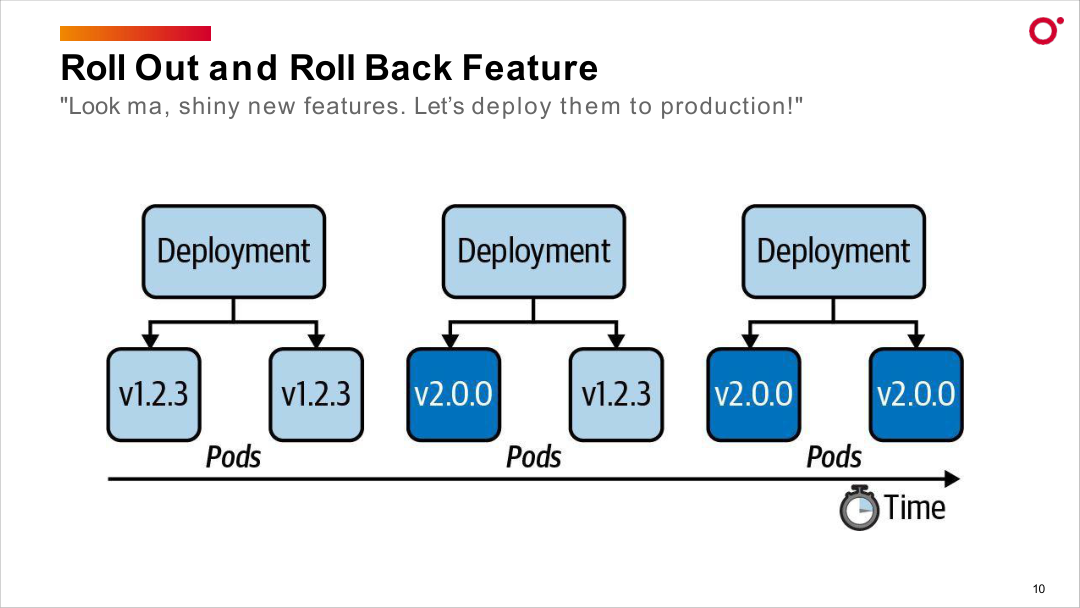 Roll Out and Roll Back Feature
"Look ma, shiny new features. Let’s deploy them to production!"
Deployment
Deployment
Deployment
v1.2.3
v1.2.3
v2.0.0
v1.2.3
v2.0.0
v2.0.0
Pods
Pods
Pods
Time
10